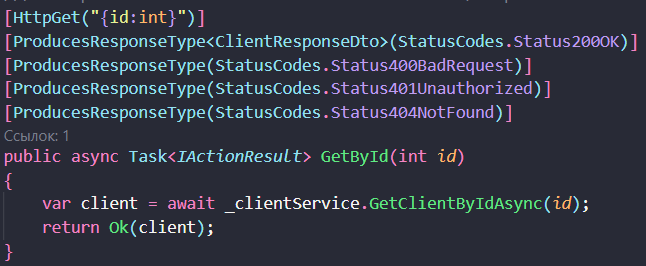 [HttpGet("{id:int}")]
[ProducesResponseType<ClientResponseDto>(StatusCodes.Status200OK)]
[ProducesResponseType(StatusCodes.Status400BadRequest)]
[ProducesResponseType(StatusCodes.Status401Unauthorized)]
[ProducesResponseType(StatusCodes.Status404NotFound)]
Ссылок: 1
public async Task<IActionResult> GetById(int id)
{
    var client = await _clientService.GetClientByIdAsync(id);
    return Ok(client);
}